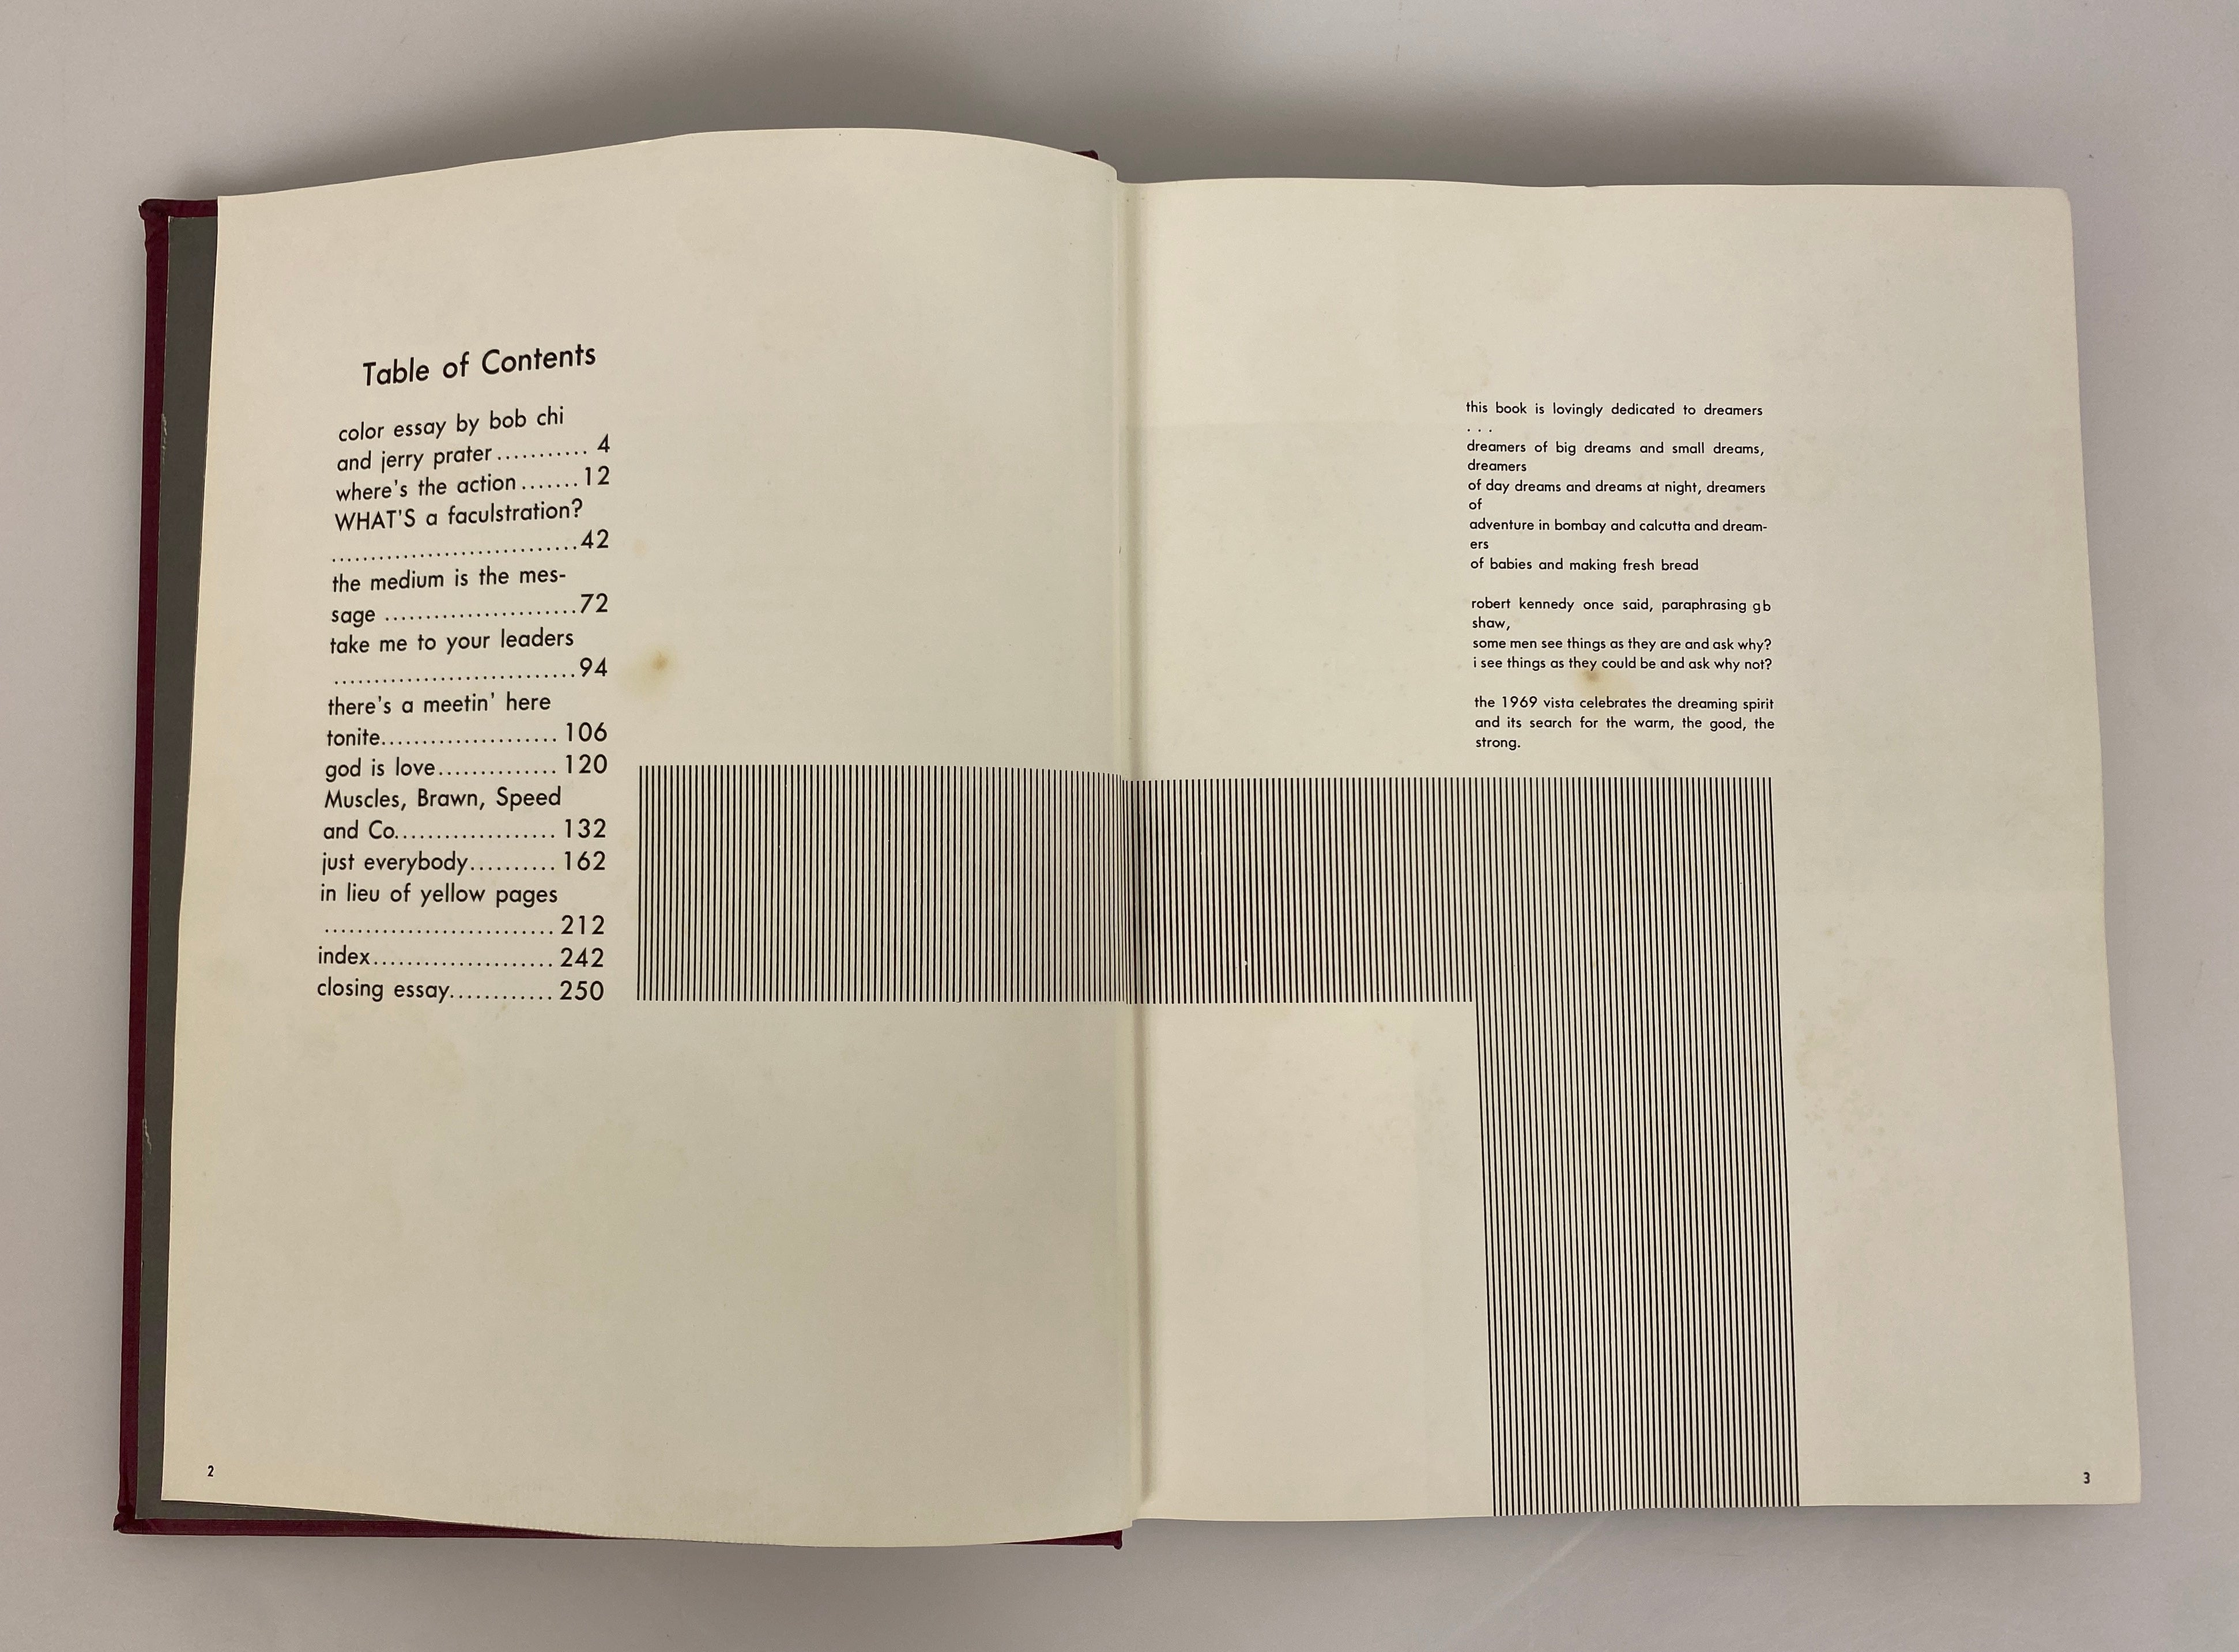 Table of Contents
color essay by bob chi
and jerry prater ........... 4
where's the action ....... 12
WHAT'S a faculstration?
.............................. 42
the medium is the mes-
sage ....................... 72
take me to your leaders
............................. 94
there's a meetin' here
tonite..................... 106
god is love.............. 120
Muscles, Brawn, Speed
and Co................... 132
just everybody.......... 162
in lieu of yellow pages
........................... 212
index..................... 242
closing essay............ 250
2
this book is lovingly dedicated to dreamers
. . .
dreamers of big dreams and small dreams,
dreamers
of day dreams and dreams at night, dreamers
of
adventure in bombay and calcutta and dream-
ers
of babies and making fresh bread
robert kennedy once said, paraphrasing gb
shaw,
some men see things as they are and ask why?
i see things as they could be and ask why not?
the 1969 vista celebrates the dreaming spirit
and its search for the warm, the good, the
strong.
3